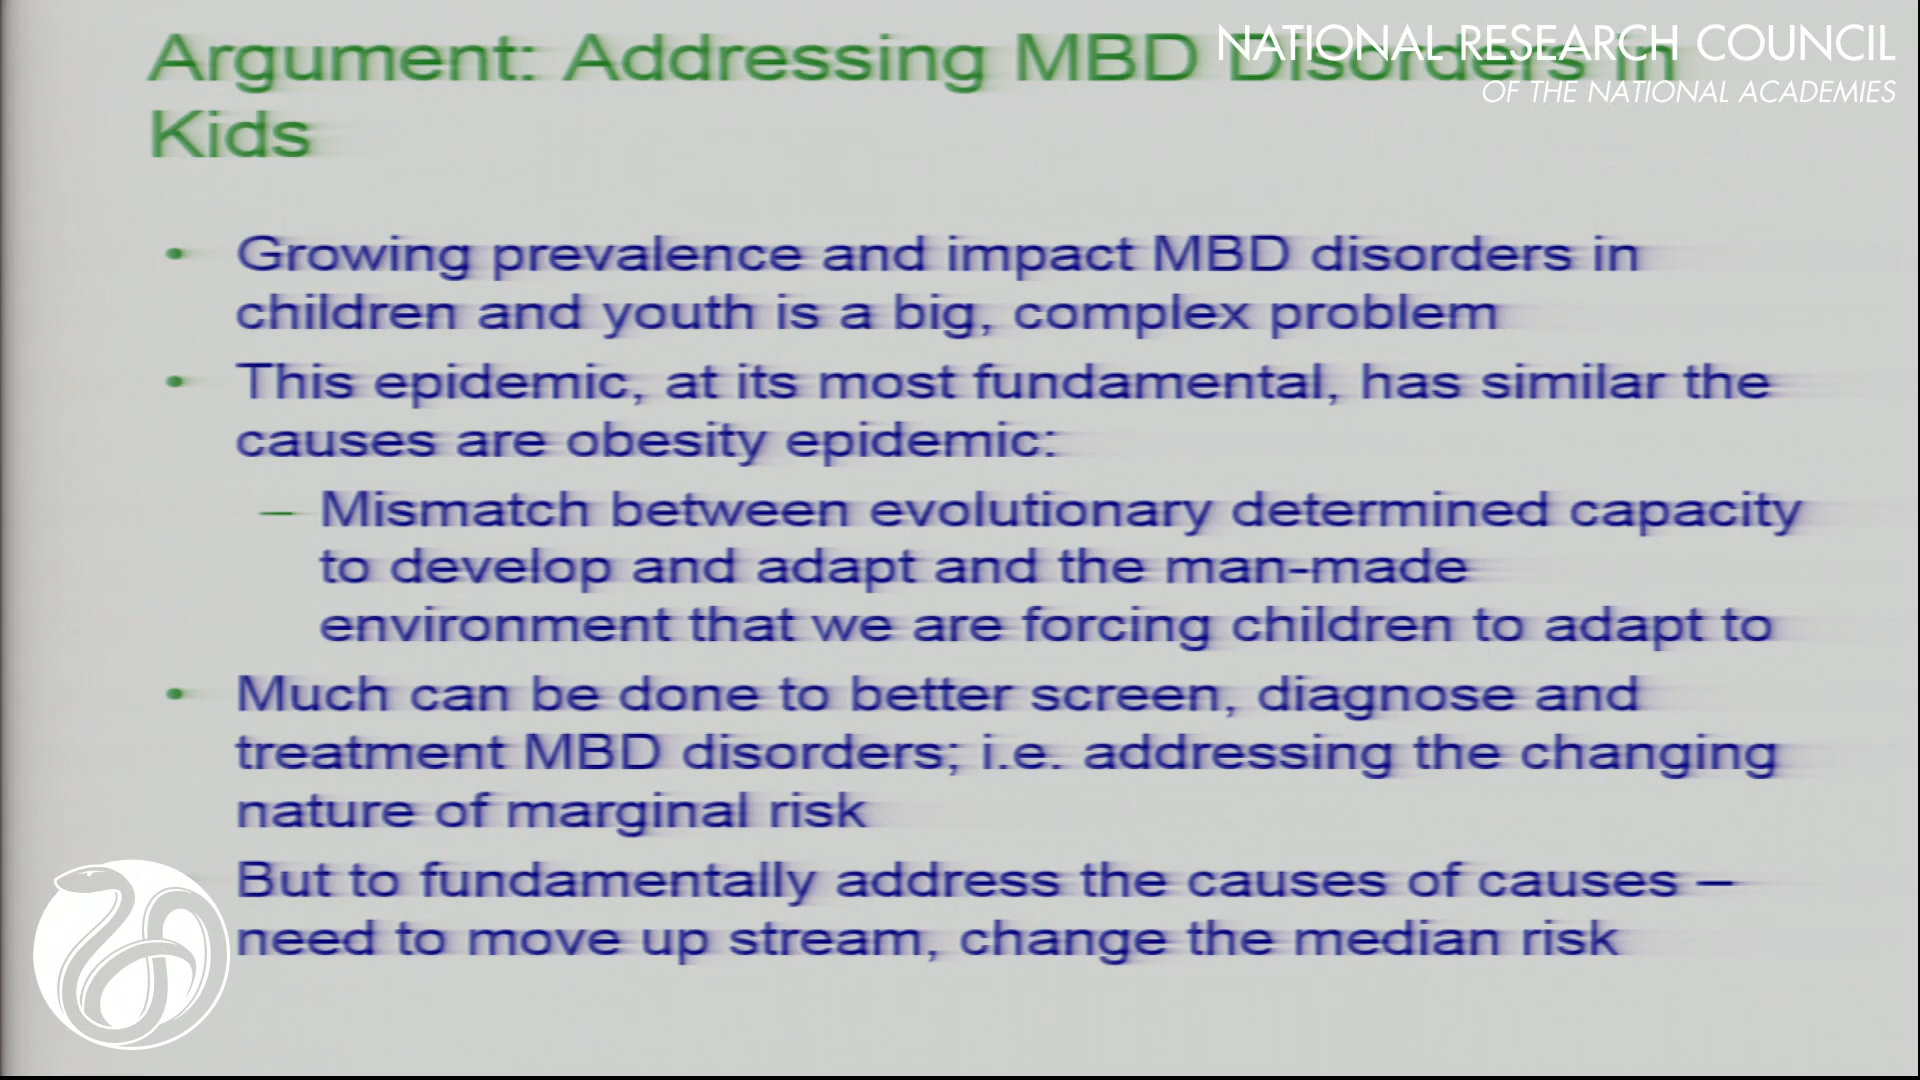 NATIONAL RESEARCH COUNCIL
OF THE NATIONAL ACADEMIES
Argument: Addressing MBD Disorders in
Kids
• Growing prevalence and impact MBD disorders in
children and youth is a big, complex problem
• This epidemic, at its most fundamental, has similar the
causes are obesity epidemic:
– Mismatch between evolutionary determined capacity
to develop and adapt and the man-made
environment that we are forcing children to adapt to
• Much can be done to better screen, diagnose and
treatment MBD disorders; i.e. addressing the changing
nature of marginal risk
But to fundamentally address the causes of causes –
need to move up stream, change the median risk